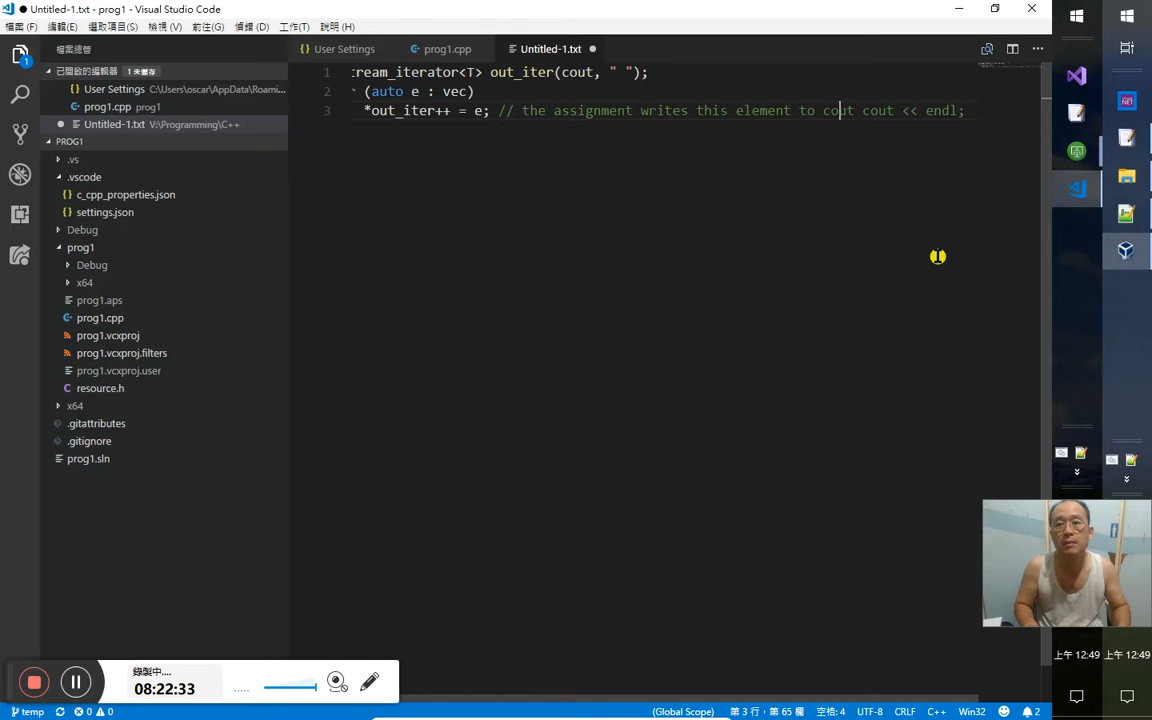 ● Untitled-1.txt - prog1 - Visual Studio Code
檔案(F) 編輯(E) 選取項目(S) 檢視(V) 前往(G) 偵錯(D) 工作(T) 說明(H)
檔案總管
User Settings prog1.cpp Untitled-1.txt
已開啟的編輯器 1 未儲存
User Settings C:\Users\oscar\AppData\Roami...
prog1.cpp prog1
Untitled-1.txt V:\Programming\C++
PROG1
.vs
.vscode
c_cpp_properties.json
settings.json
Debug
prog1
Debug
x64
prog1.aps
prog1.cpp
prog1.vcxproj
prog1.vcxproj.filters
prog1.vcxproj.user
resource.h
x64
.gitattributes
.gitignore
prog1.sln
1 ream_iterator<T> out_iter(cout, " ");
2 (auto e : vec)
3 *out_iter++ = e; // the assignment writes this element to cout cout << endl;
錄製中....
08:22:33
上午 12:49 上午 12:49
temp 0 0 (Global Scope) 第 3 行，第 65 欄 空格: 4 UTF-8 CRLF C++ Win32 2